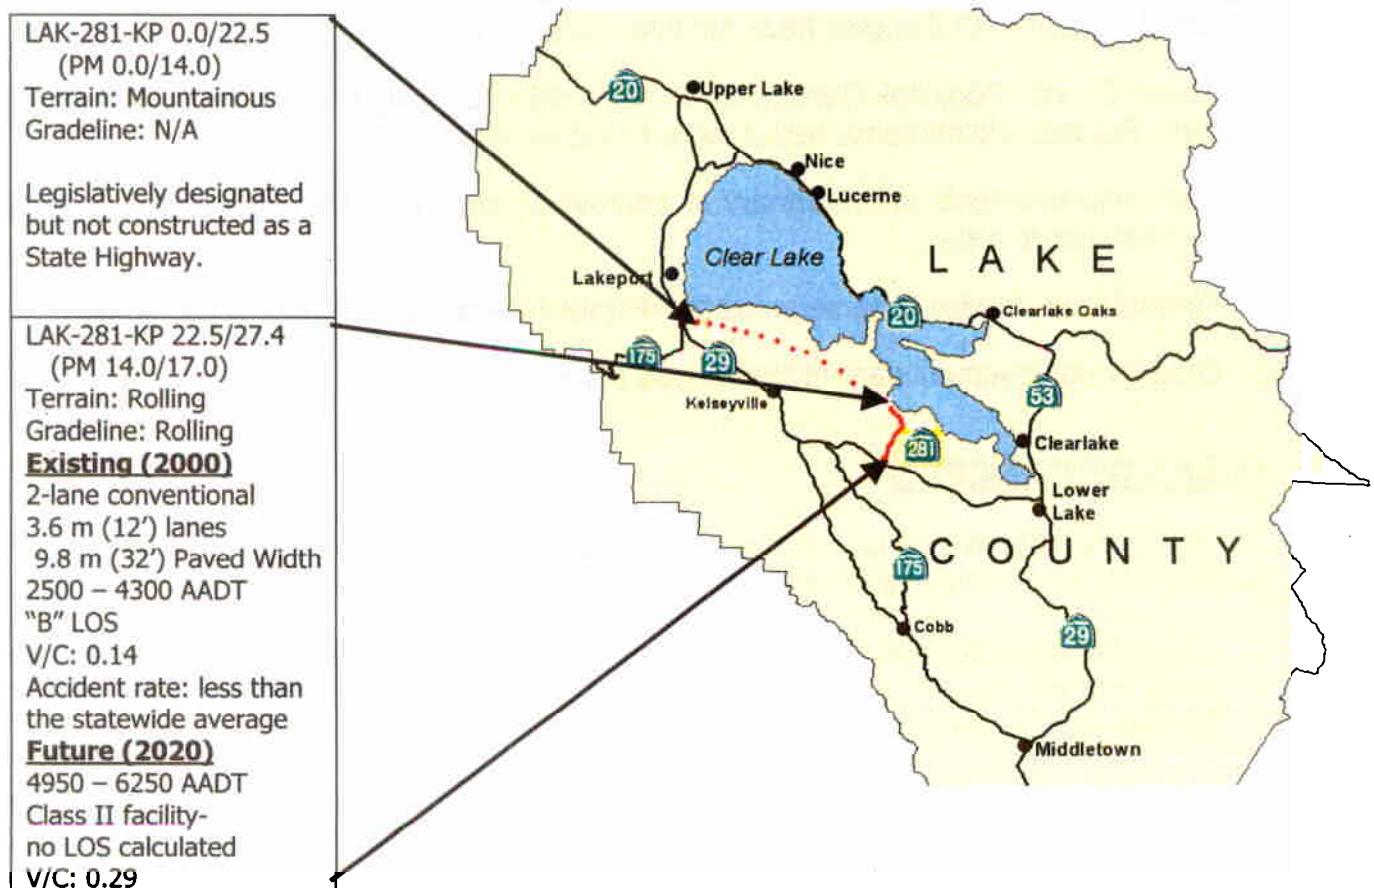 LAK-281-KP 0.0/22.5
(PM 0.0/14.0)
Terrain: Mountainous
Gradeline: N/A
Legislatively designated
but not constructed as a
State Highway.
LAK-281-KP 22.5/27.4
(PM 14.0/17.0)
Terrain: Rolling
Gradeline: Rolling
Existing (2000)
2-lane conventional
3.6 m (12') lanes
9.8 m (32') Paved Width
2500 – 4300 AADT
"B" LOS
V/C: 0.14
Accident rate: less than
the statewide average
Future (2020)
4950 – 6250 AADT
Class II facility-
no LOS calculated
V/C: 0.29
20
Upper Lake
Nice
Lucerne
Clear Lake
LAKE
Lakeport
20
Clearlake Oaks
175
29
Kelseyville
53
281
Clearlake
Lower
Lake
COUNTY
175
Cobb
29
Middletown